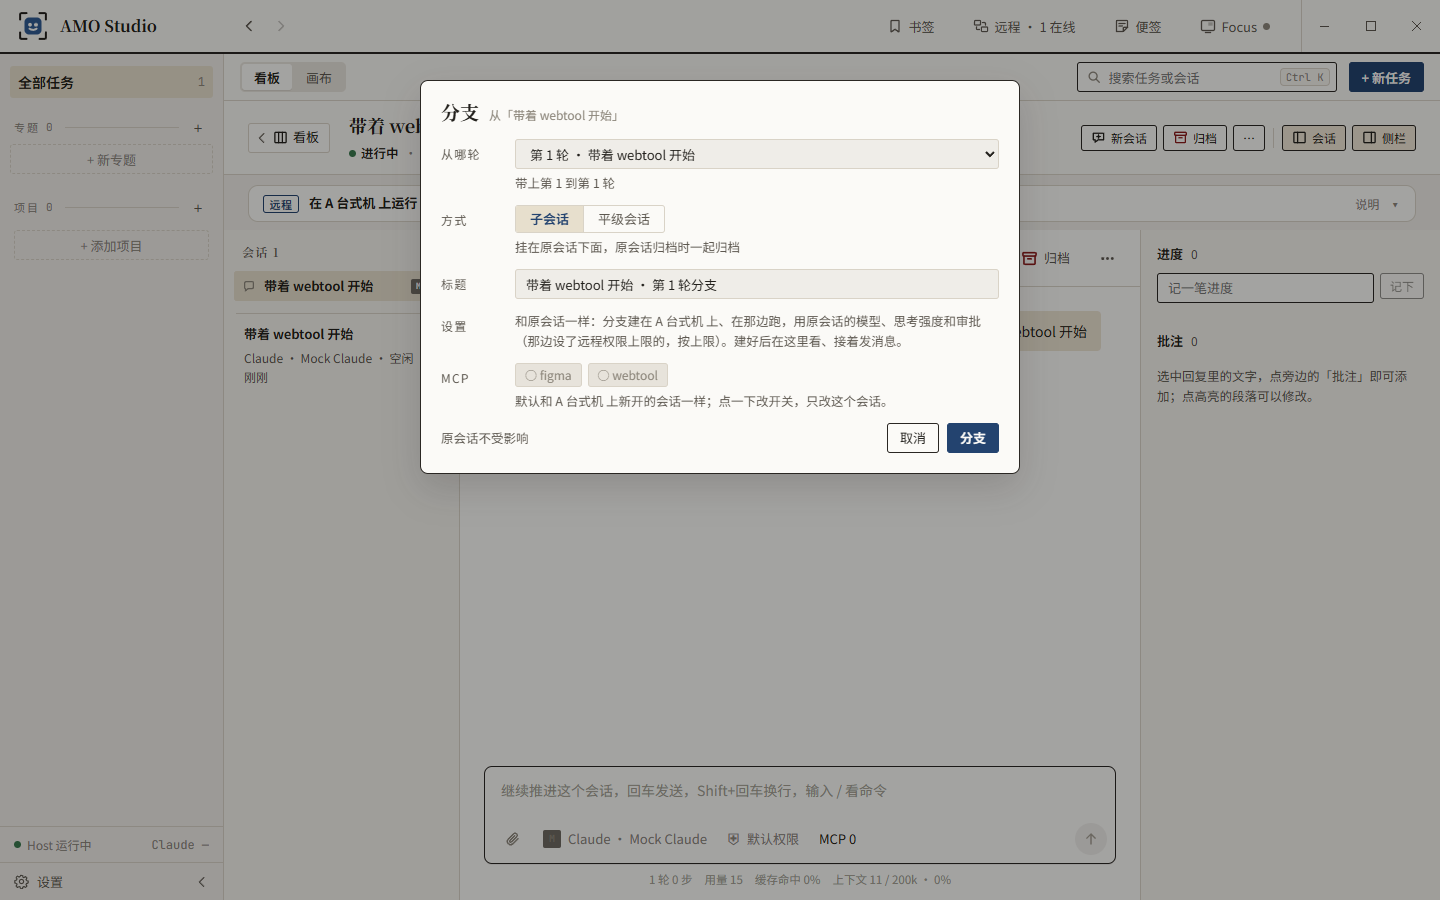 AMO Studio
书签
远程 · 1 在线
便签
Focus
全部任务 1
看板 画布
搜索任务或会话 Ctrl K
+ 新任务
专题 0 +
+ 新专题
项目 0 +
+ 添加项目
看板
带着 we
进行中 ·
新会话
归档
···
会话
侧栏
远程 在 A 台式机 上运行
说明 ▾
会话 1
带着 webtool 开始
带着 webtool 开始
Claude · Mock Claude · 空闲
刚刚
归档
···
btool 开始
分支 从「带着 webtool 开始」
从哪轮 第 1 轮 · 带着 webtool 开始
带上第 1 到第 1 轮
方式 子会话 平级会话
挂在原会话下面，原会话归档时一起归档
标题 带着 webtool 开始 · 第 1 轮分支
设置 和原会话一样：分支建在 A 台式机 上、在那边跑，用原会话的模型、思考强度和审批
（那边设了远程权限上限的，按上限）。建好后在这里看、接着发消息。
MCP figma webtool
默认和 A 台式机 上新开的会话一样；点一下改开关，只改这个会话。
原会话不受影响 取消 分支
进度 0
记一笔进度 记下
批注 0
选中回复里的文字，点旁边的「批注」即可添
加；点高亮的段落可以修改。
继续推进这个会话，回车发送，Shift+回车换行，输入 / 看命令
Claude · Mock Claude 默认权限 MCP 0
1 轮 0 步 用量 15 缓存命中 0% 上下文 11 / 200k · 0%
Host 运行中 Claude —
设置